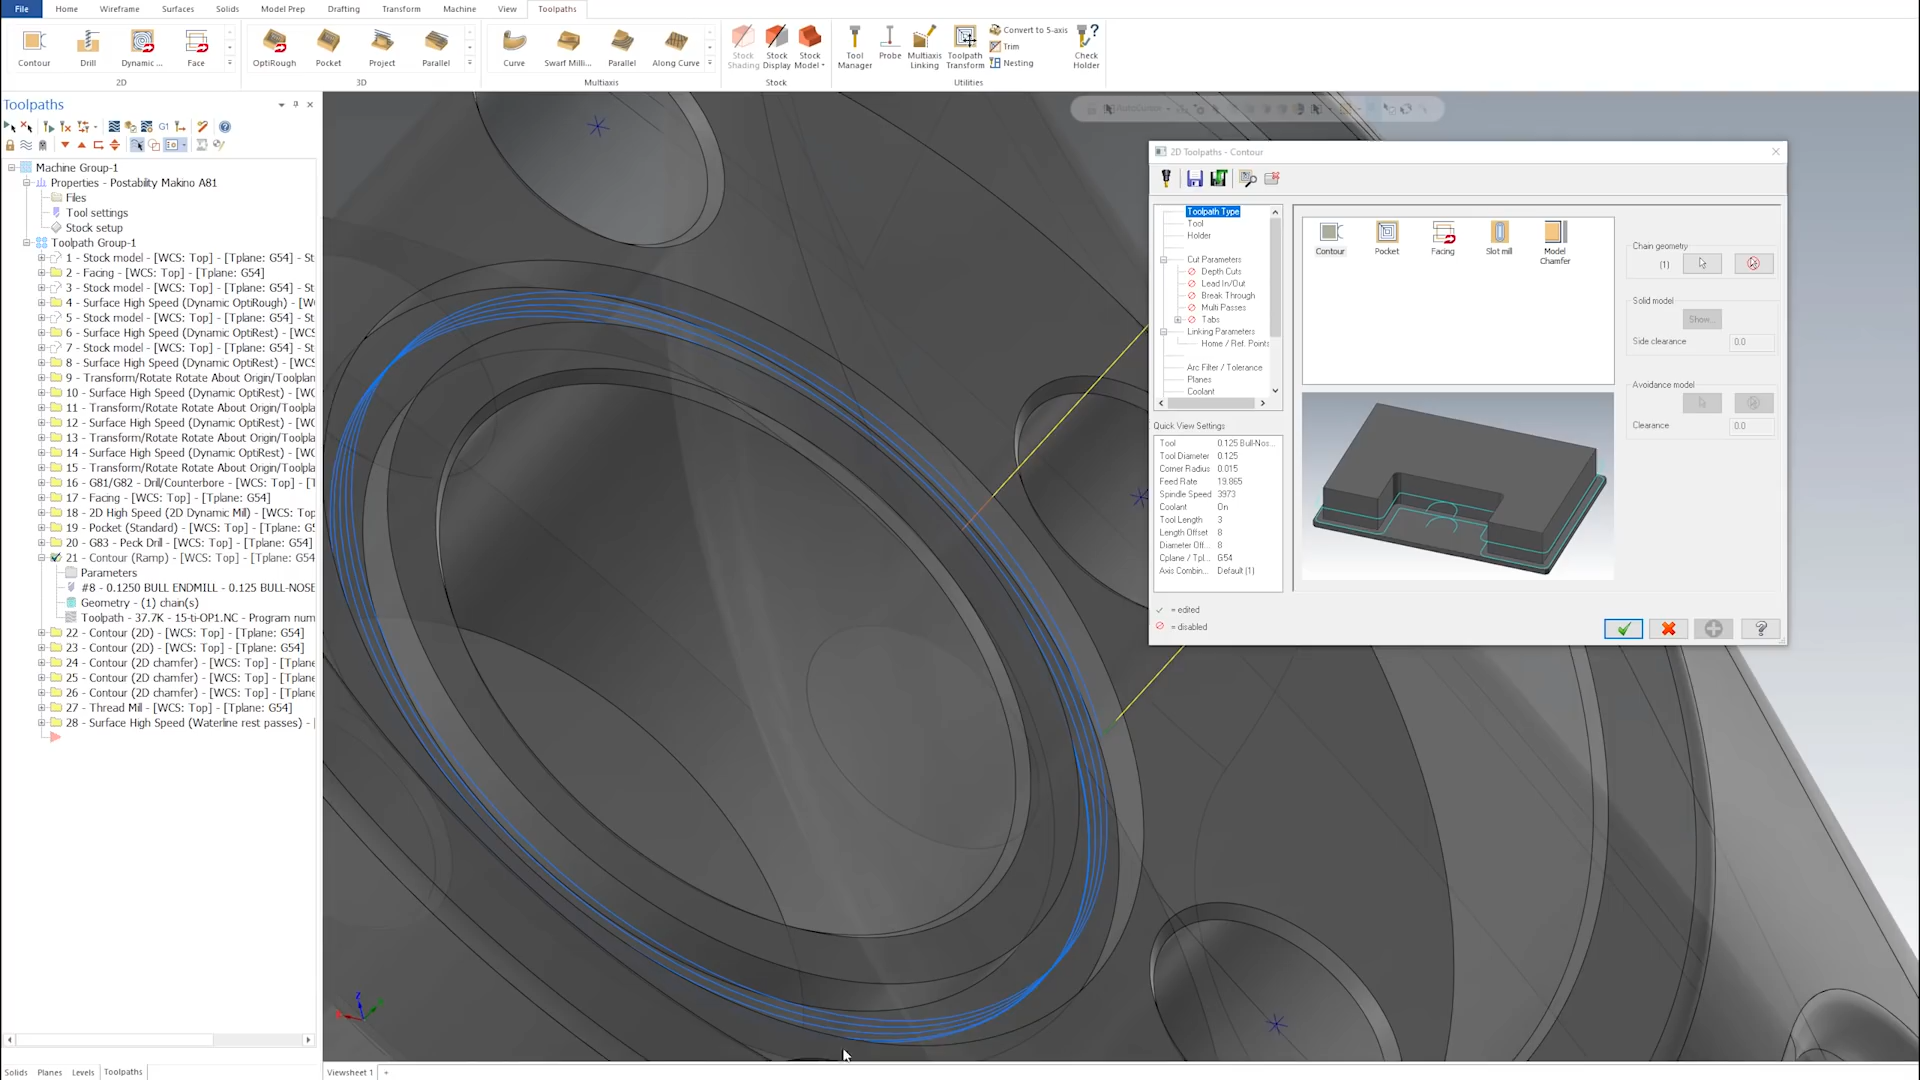 File Home Wireframe Surfaces Solids Model Prep Drafting Transform Machine View Toolpaths
Contour Drill Dynamic ... Face OptiRough Pocket Project Parallel Curve Swarf Milli... Parallel Along Curve Stock Shading Stock Display Stock Model Tool Manager Probe Multiaxis Linking Toolpath Transform Convert to 5-axis Trim Nesting Check Holder
2D 3D Multiaxis Stock Utilities
Toolpaths
G1
AutoCursor
Machine Group-1
Properties - Postability Makino A81
Files
Tool settings
Stock setup
Toolpath Group-1
1 - Stock model - [WCS: Top] - [Tplane: G54] - St
2 - Facing - [WCS: Top] - [Tplane: G54]
3 - Stock model - [WCS: Top] - [Tplane: G54] - St
4 - Surface High Speed (Dynamic OptiRough) - [W
5 - Stock model - [WCS: Top] - [Tplane: G54] - St
6 - Surface High Speed (Dynamic OptiRest) - [WCS
7 - Stock model - [WCS: Top] - [Tplane: G54] - St
8 - Surface High Speed (Dynamic OptiRest) - [WCS
9 - Transform/Rotate Rotate About Origin/Toolplan
10 - Surface High Speed (Dynamic OptiRest) - [WC
11 - Transform/Rotate Rotate About Origin/Toolpla
12 - Surface High Speed (Dynamic OptiRest) - [WC
13 - Transform/Rotate Rotate About Origin/Toolpla
14 - Surface High Speed (Dynamic OptiRest) - [WC
15 - Transform/Rotate Rotate About Origin/Toolpla
16 - G81/G82 - Drill/Counterbore - [WCS: Top] - [T
17 - Facing - [WCS: Top] - [Tplane: G54]
18 - 2D High Speed (2D Dynamic Mill) - [WCS: Top
19 - Pocket (Standard) - [WCS: Top] - [Tplane: G5
20 - G83 - Peck Drill - [WCS: Top] - [Tplane: G54]
21 - Contour (Ramp) - [WCS: Top] - [Tplane: G54
Parameters
#8 - 0.1250 BULL ENDMILL - 0.125 BULL-NOSE
Geometry - (1) chain(s)
Toolpath - 37.7K - 15-ti-OP1.NC - Program num
22 - Contour (2D) - [WCS: Top] - [Tplane: G54]
23 - Contour (2D) - [WCS: Top] - [Tplane: G54]
24 - Contour (2D chamfer) - [WCS: Top] - [Tplane
25 - Contour (2D chamfer) - [WCS: Top] - [Tplane
26 - Contour (2D chamfer) - [WCS: Top] - [Tplane
27 - Thread Mill - [WCS: Top] - [Tplane: G54]
28 - Surface High Speed (Waterline rest passes) - [
2D Toolpaths - Contour
Toolpath Type
Tool
Holder
Cut Parameters
Depth Cuts
Lead In/Out
Break Through
Multi Passes
Tabs
Linking Parameters
Home / Ref. Points
Arc Filter / Tolerance
Planes
Coolant
Contour Pocket Facing Slot mill Model Chamfer
Chain geometry
(1)
Solid model
Show...
Side clearance 0.0
Avoidance model
Clearance 0.0
Quick View Settings
Tool 0.125 Bull-Nos...
Tool Diameter 0.125
Corner Radius 0.015
Feed Rate 19.865
Spindle Speed 3973
Coolant On
Tool Length 3
Length Offset 8
Diameter Off... 8
Cplane / Tpl... G54
Axis Combin... Default (1)
= edited
= disabled
Z
Solids Planes Levels Toolpaths
Viewsheet 1 +